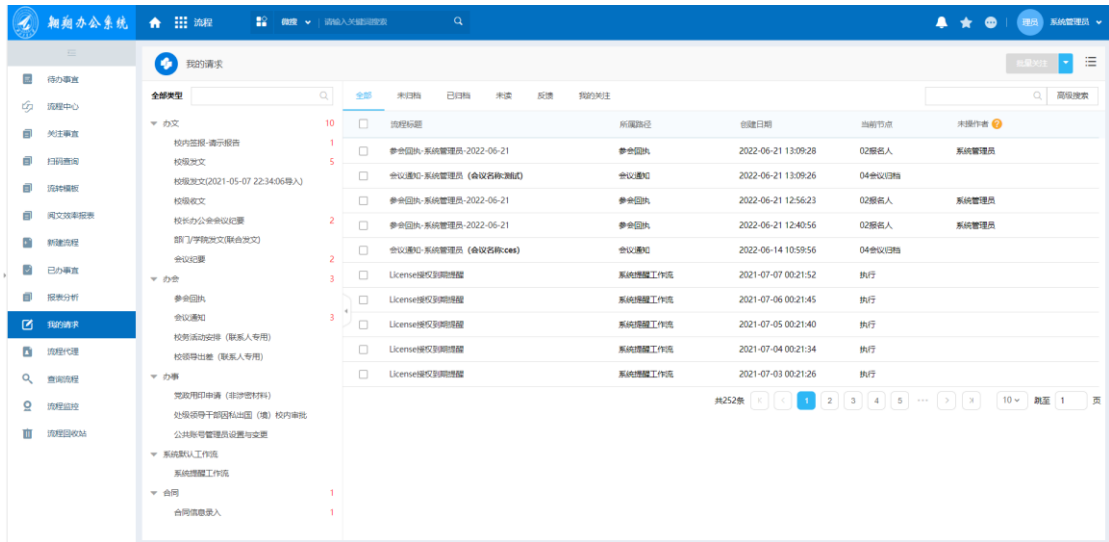 翱翔办公系统 流程 微搜 请输入关键词搜索 理员 系统管理员
待办事宜
流程中心
关注事宜
扫码查询
流转模板
阅文效率报表
新建流程
已办事宜
报表分析
我的请求
流程代理
查询流程
流程监控
流程回收站
我的请求 批量关注
全部类型
办文 10
校内签报-请示报告 1
校级发文 5
校级发文(2021-05-07 22:34:06导入)
校级收文
校长办公会会议纪要 2
部门/学院发文(联合发文)
会议纪要 2
办会 3
参会回执
会议通知 3
校务活动安排（联系人专用）
校领导出差（联系人专用）
办事
党政用印申请（非涉密材料）
处级领导干部因私出国（境）校内审批
公共账号管理员设置与变更
系统默认工作流
系统提醒工作流
合同 1
合同信息录入 1
全部 未归档 已归档 未读 反馈 我的关注 高级搜索
流程标题 所属路径 创建日期 当前节点 未操作者 ?
参会回执-系统管理员-2022-06-21 参会回执 2022-06-21 13:09:28 02报名人 系统管理员
会议通知-系统管理员（会议名称:测试） 会议通知 2022-06-21 13:09:26 04会议归档
参会回执-系统管理员-2022-06-21 参会回执 2022-06-21 12:56:23 02报名人 系统管理员
参会回执-系统管理员-2022-06-21 参会回执 2022-06-21 12:40:56 02报名人 系统管理员
会议通知-系统管理员（会议名称:ces） 会议通知 2022-06-14 10:59:56 04会议归档
License授权到期提醒 系统提醒工作流 2021-07-07 00:21:52 执行
License授权到期提醒 系统提醒工作流 2021-07-06 00:21:45 执行
License授权到期提醒 系统提醒工作流 2021-07-05 00:21:40 执行
License授权到期提醒 系统提醒工作流 2021-07-04 00:21:34 执行
License授权到期提醒 系统提醒工作流 2021-07-03 00:21:26 执行
共252条 1 2 3 4 5 ··· 10 跳至 1 页